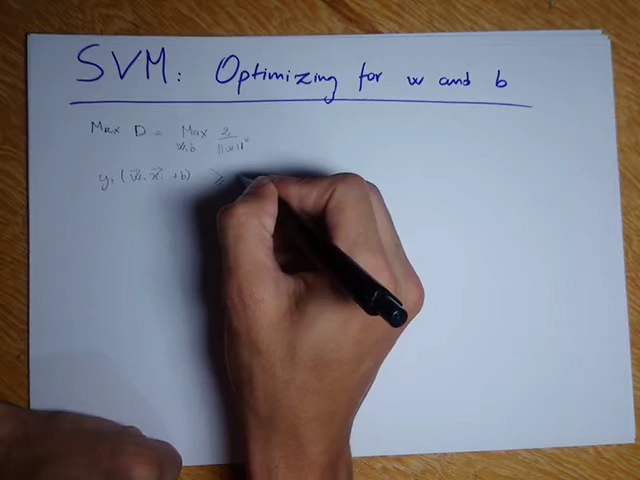 SVM: Optimizing for w and b
Max D = Max 2
w,b ||w||
yᵢ (w⃗. x⃗ᵢ + b) ≥